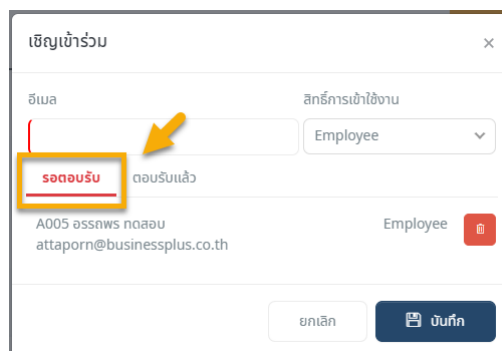 เชิญเข้าร่วม
อีเมล สิทธิ์การเข้าใช้งาน
Employee
รอตอบรับ ตอบรับแล้ว
A005 อรรถพร ทดสอบ Employee
attaporn@businessplus.co.th
ยกเลิก บันทึก